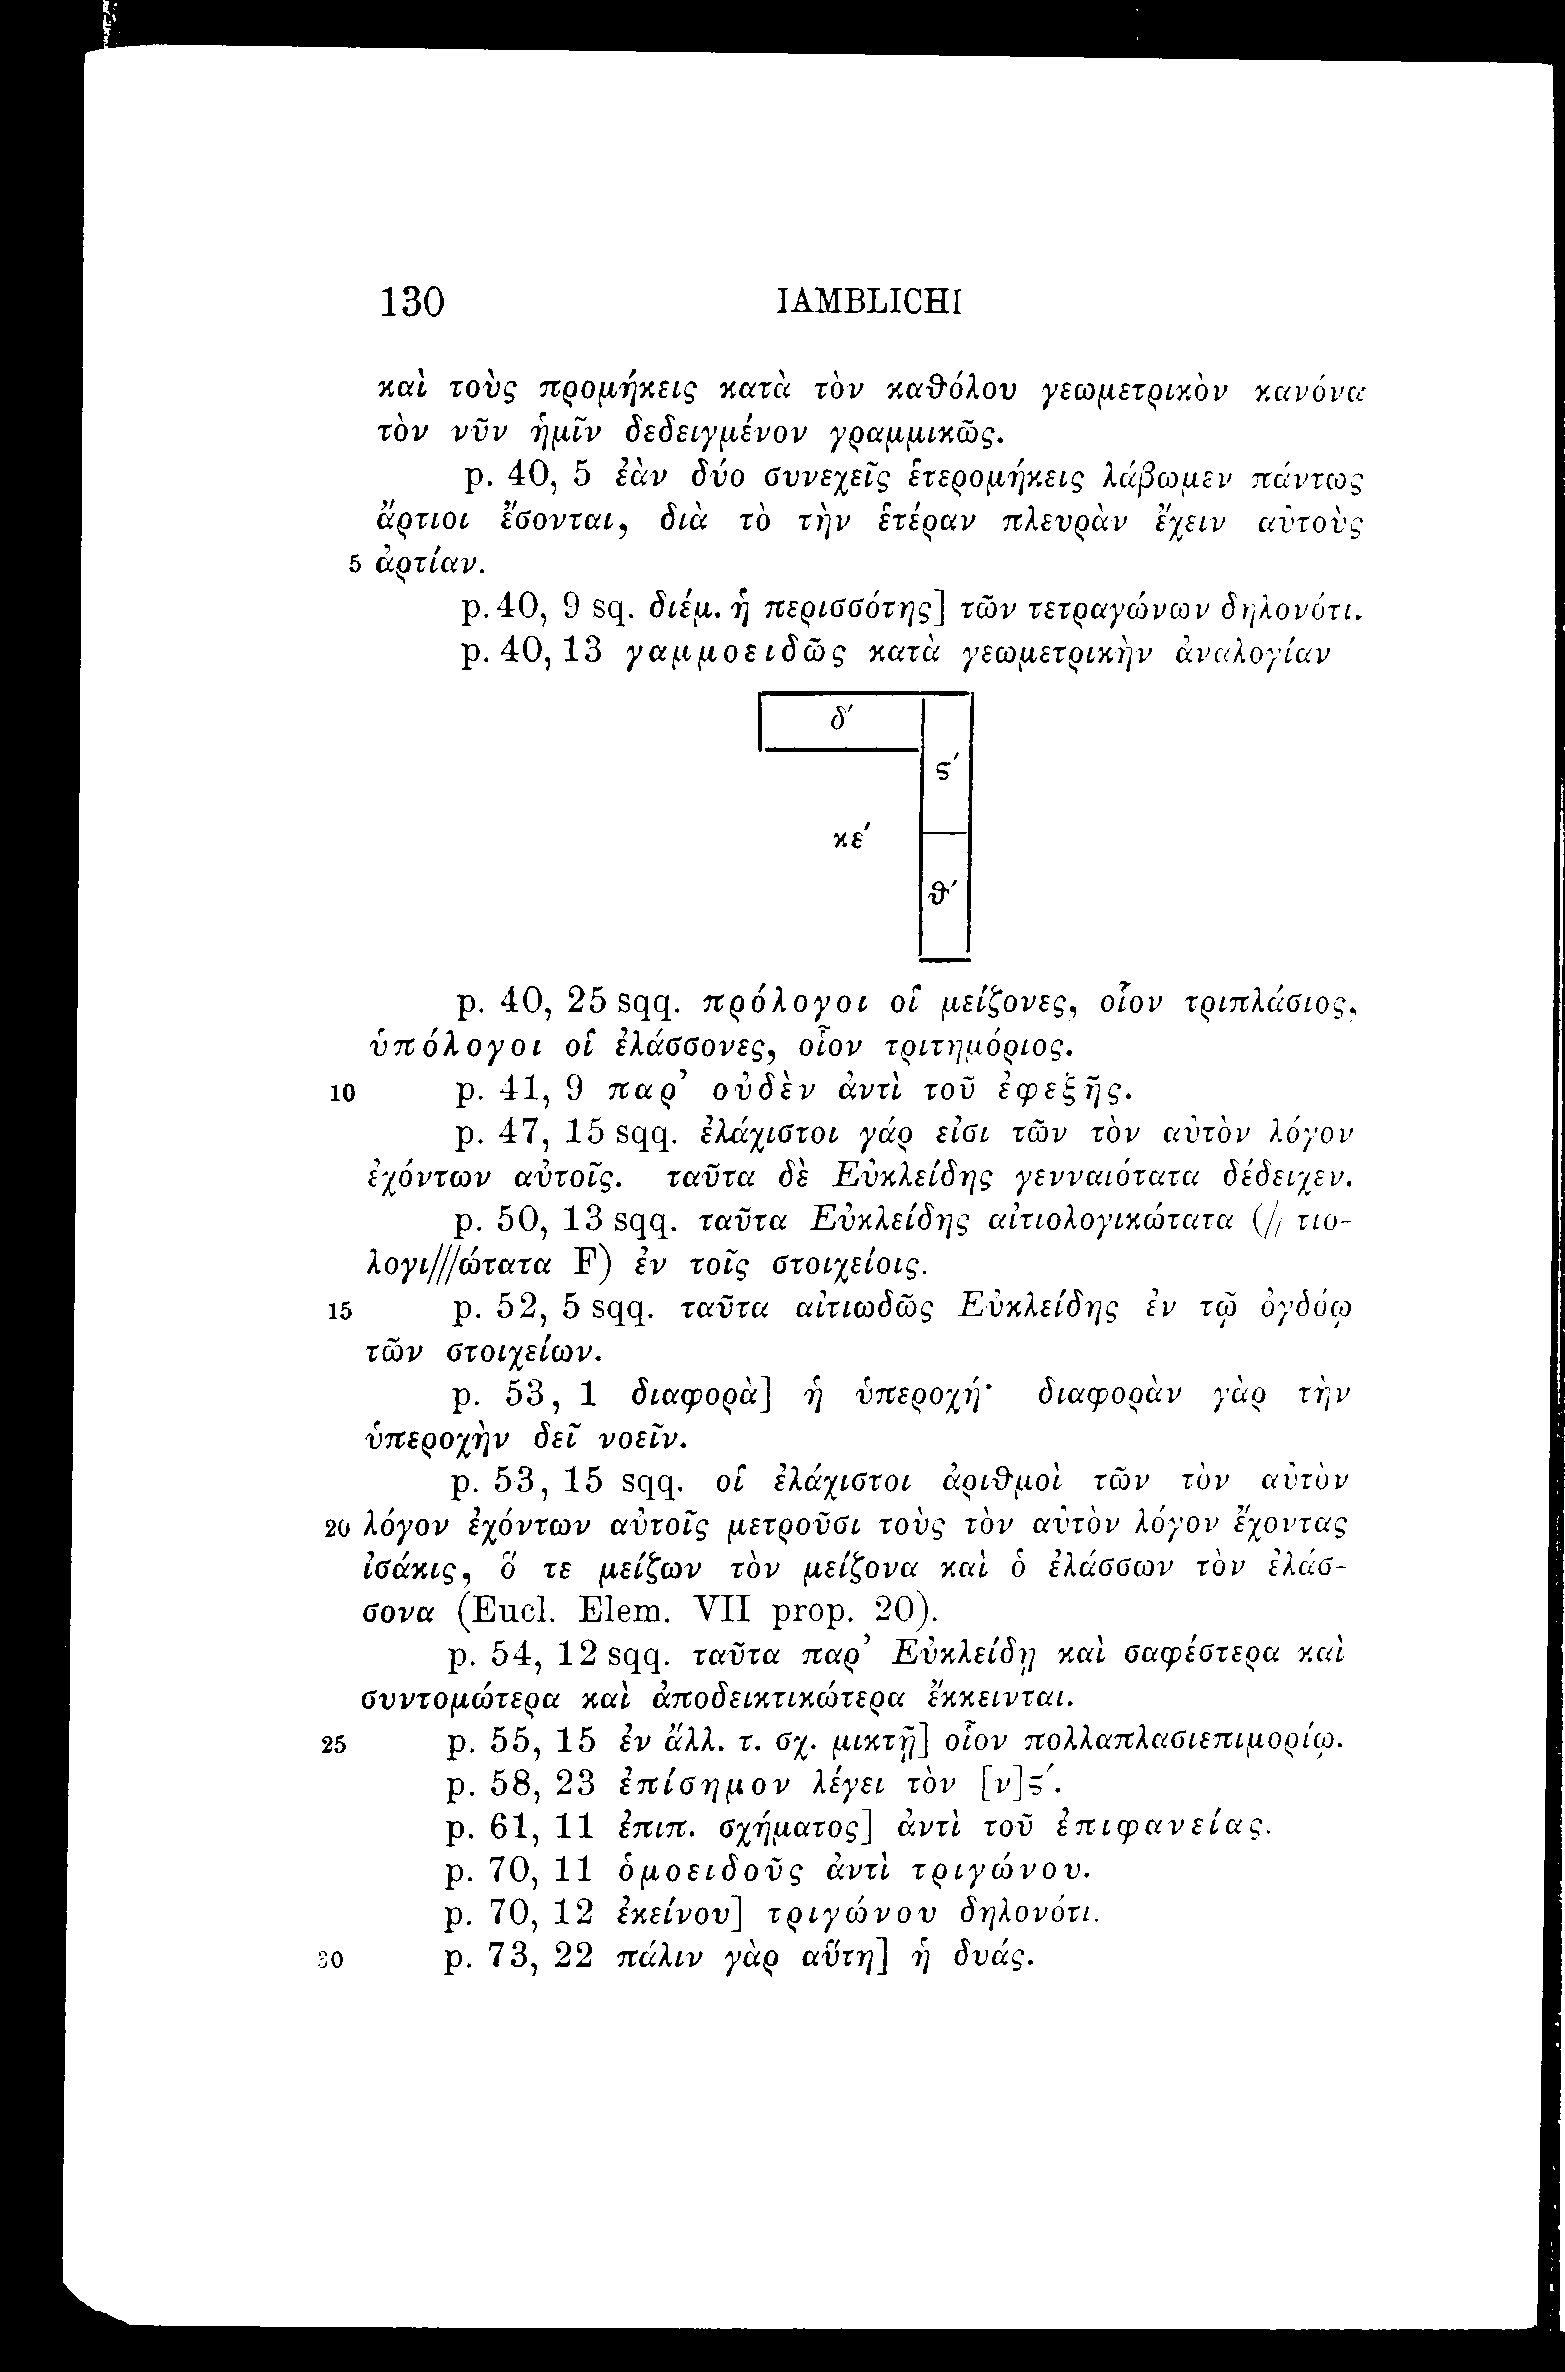 130 IAMBLICHI
καὶ τοὺς προμήκεις κατὰ τὸν καθόλου γεωμετρικὸν κανόνα
τὸν νῦν ἡμῖν δεδειγμένον γραμμικῶς.
p. 40, 5 ἐὰν δύο συνεχεῖς ἑτερομήκεις λάβωμεν πάντως
ἄρτιοι ἔσονται, διὰ τὸ τὴν ἑτέραν πλευρὰν ἔχειν αὐτοὺς
5 ἀρτίαν.
p. 40, 9 sq. διέμ. ἡ περισσότης] τῶν τετραγώνων δηλονότι.
p. 40, 13 γαμμοειδῶς κατὰ γεωμετρικὴν ἀναλογίαν
δ′
ς′
κε′
θ′
p. 40, 25 sqq. πρόλογοι οἱ μείζονες, οἷον τριπλάσιος,
ὑπόλογοι οἱ ἐλάσσονες, οἷον τριτημόριος.
10 p. 41, 9 παρ᾽ οὐδὲν ἀντὶ τοῦ ἐφεξῆς.
p. 47, 15 sqq. ἐλάχιστοι γάρ εἰσι τῶν τὸν αὐτὸν λόγον
ἐχόντων αὐτοῖς. ταῦτα δὲ Εὐκλείδης γενναιότατα δέδειχεν.
p. 50, 13 sqq. ταῦτα Εὐκλείδης αἰτιολογικώτατα (// τιο-
λογι///ώτατα F) ἐν τοῖς στοιχείοις.
15 p. 52, 5 sqq. ταῦτα αἰτιωδῶς Εὐκλείδης ἐν τῷ ὀγδόῳ
τῶν στοιχείων.
p. 53, 1 διαφορὰ] ἡ ὑπεροχή· διαφορὰν γὰρ τὴν
ὑπεροχὴν δεῖ νοεῖν.
p. 53, 15 sqq. οἱ ἐλάχιστοι ἀριθμοὶ τῶν τὸν αὐτὸν
20 λόγον ἐχόντων αὐτοῖς μετροῦσι τοὺς τὸν αὐτὸν λόγον ἔχοντας
ἰσάκις, ὅ τε μείζων τὸν μείζονα καὶ ὁ ἐλάσσων τὸν ἐλάσ-
σονα (Eucl. Elem. VII prop. 20).
p. 54, 12 sqq. ταῦτα παρ᾽ Εὐκλείδῃ καὶ σαφέστερα καὶ
συντομώτερα καὶ ἀποδεικτικώτερα ἔκκεινται.
25 p. 55, 15 ἐν ἄλλ. τ. σχ. μικτῇ] οἷον πολλαπλασιεπιμορίῳ.
p. 58, 23 ἐπίσημον λέγει τὸν [ν]ς′.
p. 61, 11 ἐπιπ. σχήματος] ἀντὶ τοῦ ἐπιφανείας.
p. 70, 11 ὁμοειδοῦς ἀντὶ τριγώνου.
p. 70, 12 ἐκείνου] τριγώνου δηλονότι.
30 p. 73, 22 πάλιν γὰρ αὕτη] ἡ δυάς.